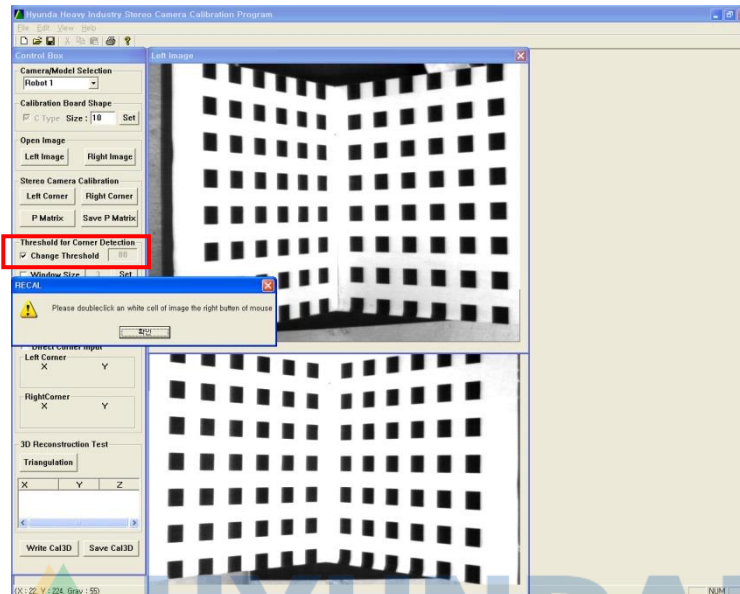 Hyundai Heavy Industry Stereo Camera Calibration Program
File Edit View Help
Control Box
Left Image
Camera/Model Selection
Robot 1
Calibration Board Shape
C Type Size : 10 Set
Open Image
Left Image Right Image
Stereo Camera Calibration
Left Corner Right Corner
P Matrix Save P Matrix
Threshold for Corner Detection
Change Threshold 80
Window Size Set
RECAL
Please doubleclick an white cell of image the right butten of mouse
확인
Direct Corner Input
Left Corner
X Y
RightCorner
X Y
3D Reconstruction Test
Triangulation
X Y Z
Write Cal3D Save Cal3D
(X : 22, Y : 224, Gray : 55)
NUM
HYUNDAI